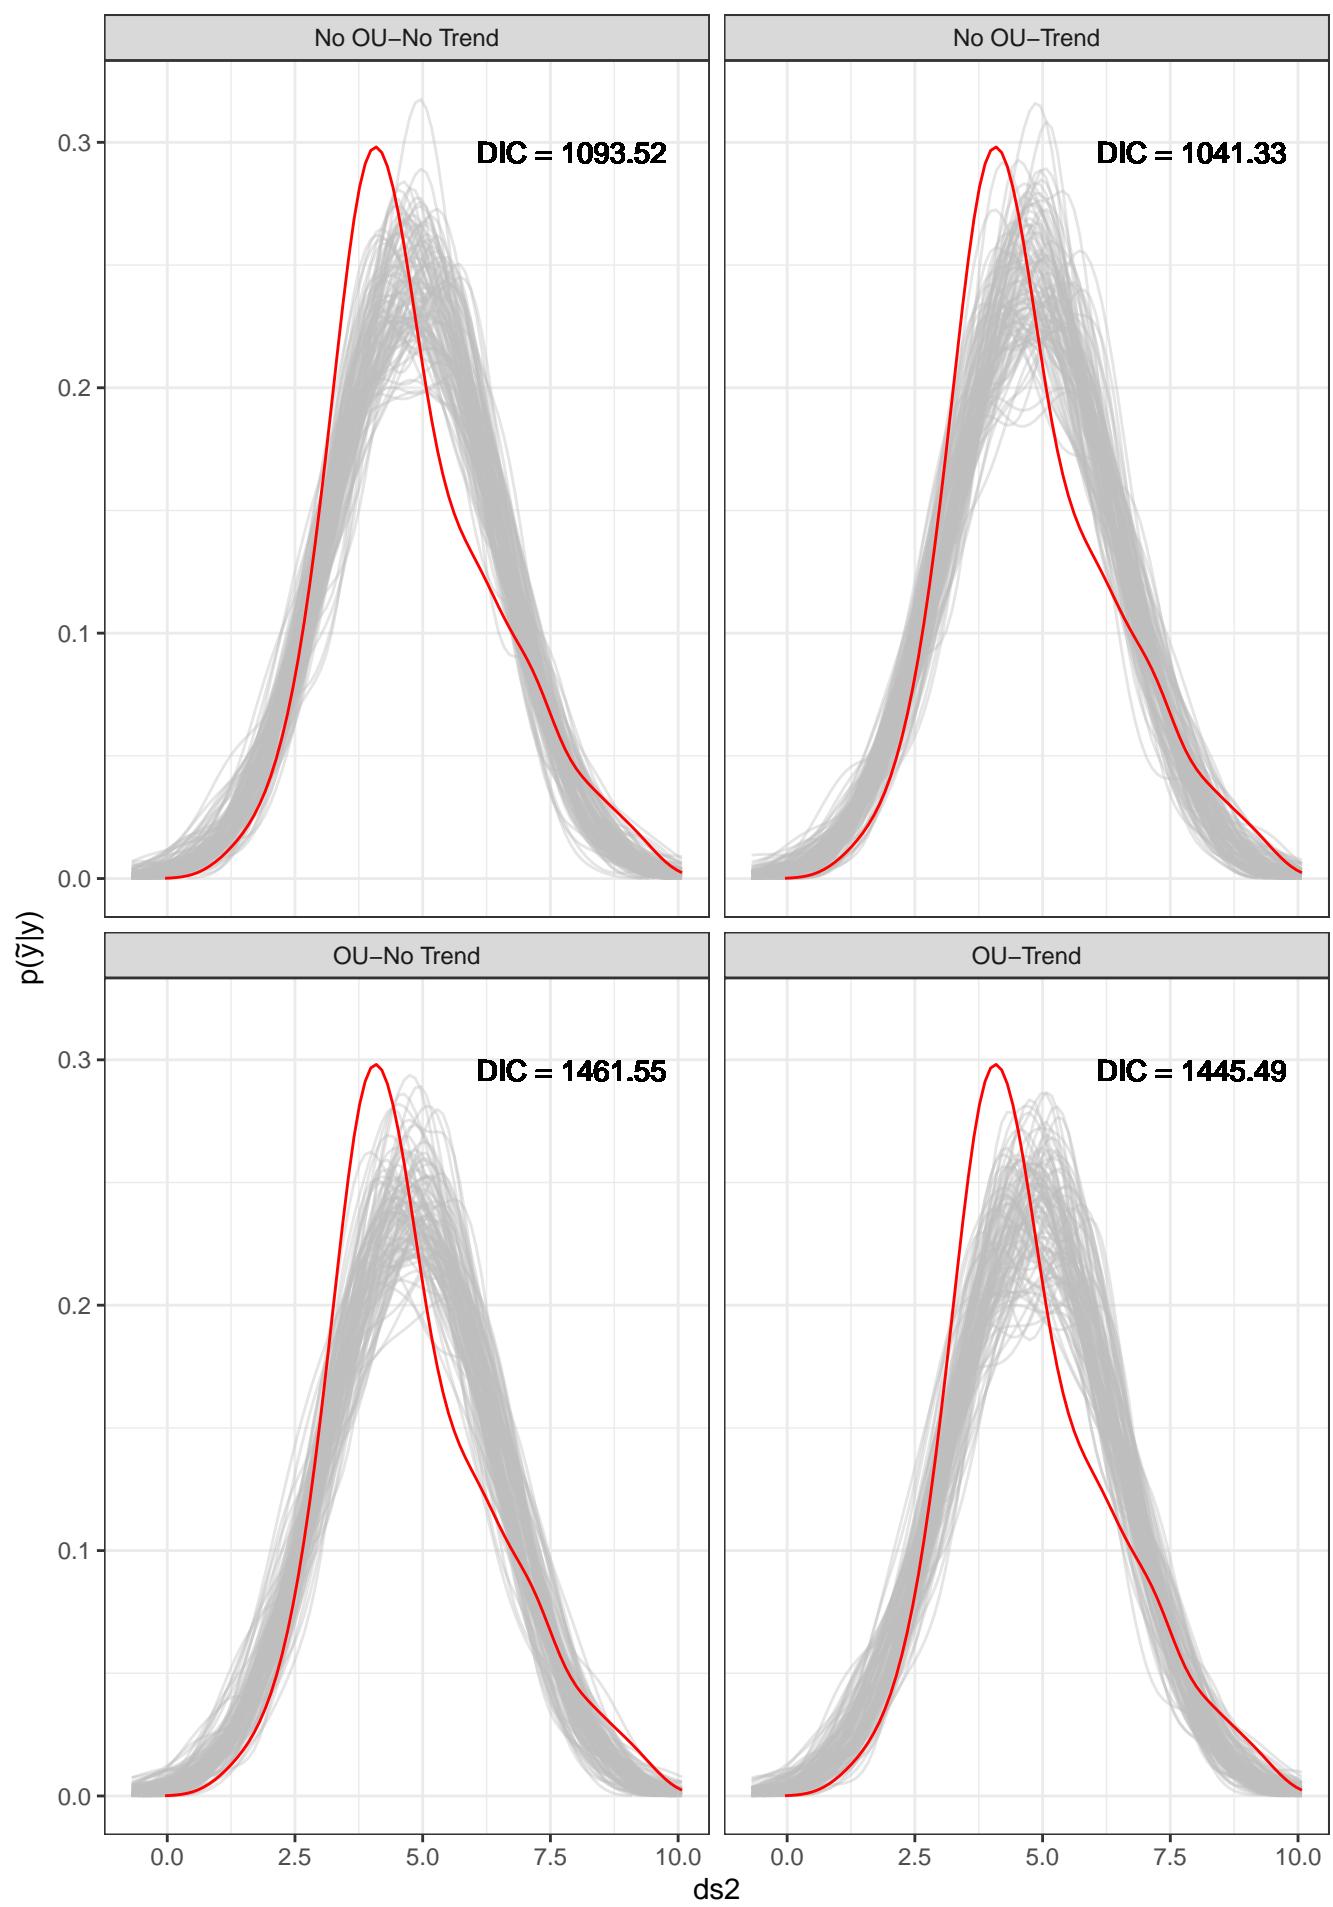 No OU−No Trend
No OU−Trend
DIC = 1093.52
DIC = 1041.33
0.3
0.2
0.1
0.0
p(ỹ|y)
OU−No Trend
OU−Trend
DIC = 1461.55
DIC = 1445.49
0.3
0.2
0.1
0.0
0.0 2.5 5.0 7.5 10.0
0.0 2.5 5.0 7.5 10.0
ds2